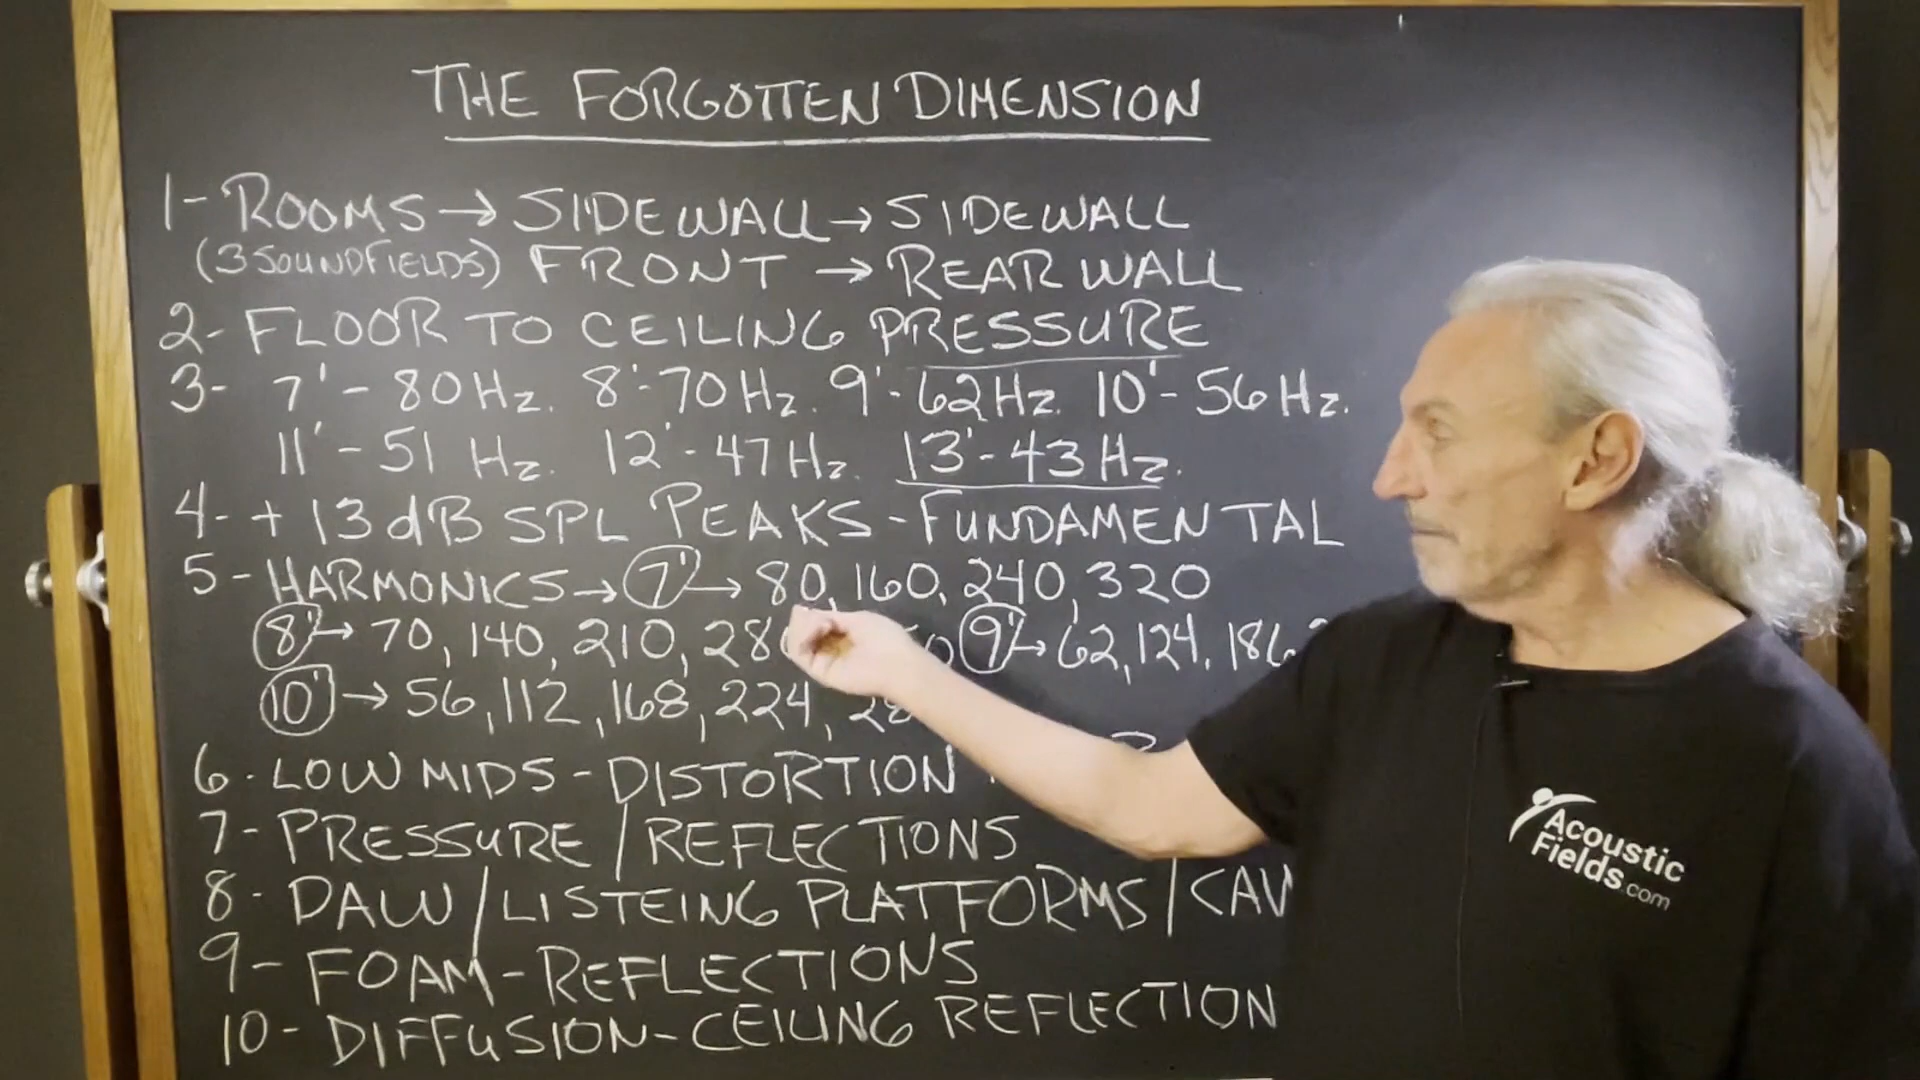 THE FORGOTTEN DIMENSION
1- ROOMS → SIDEWALL → SIDEWALL
(3 SOUNDFIELDS) FRONT → REAR WALL
2- FLOOR TO CEILING PRESSURE
3- 7' - 80 Hz. 8' - 70 Hz. 9' - 62 Hz. 10' - 56 Hz.
11' - 51 Hz. 12' - 47 Hz. 13' - 43 Hz.
4- + 13 dB SPL PEAKS - FUNDAMENTAL
5- HARMONICS → 7' → 80, 160, 240, 320
8' → 70, 140, 210, 9' → 62, 124, 186
10' → 56, 112, 168, 224,
6- LOW MIDS - DISTORTION
7- PRESSURE / REFLECTIONS
8- DAW / LISTEING PLATFORMS /
9- FOAM - REFLECTIONS
10- DIFFUSION - CEILING REFLECTION
Acoustic
Fields.com